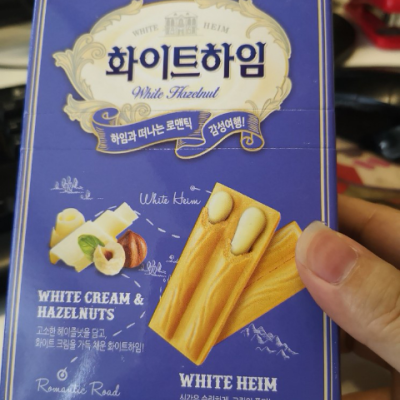 WHITE HEIM
화이트하임
White Hazelnut
하임과 떠나는 로맨틱 감성여행!
White Heim
WHITE CREAM &
HAZELNUTS
고소한 헤이즐넛을 담고,
화이트 크림을 가득 채운 화이트하임!
Romantic Road
WHITE HEIM